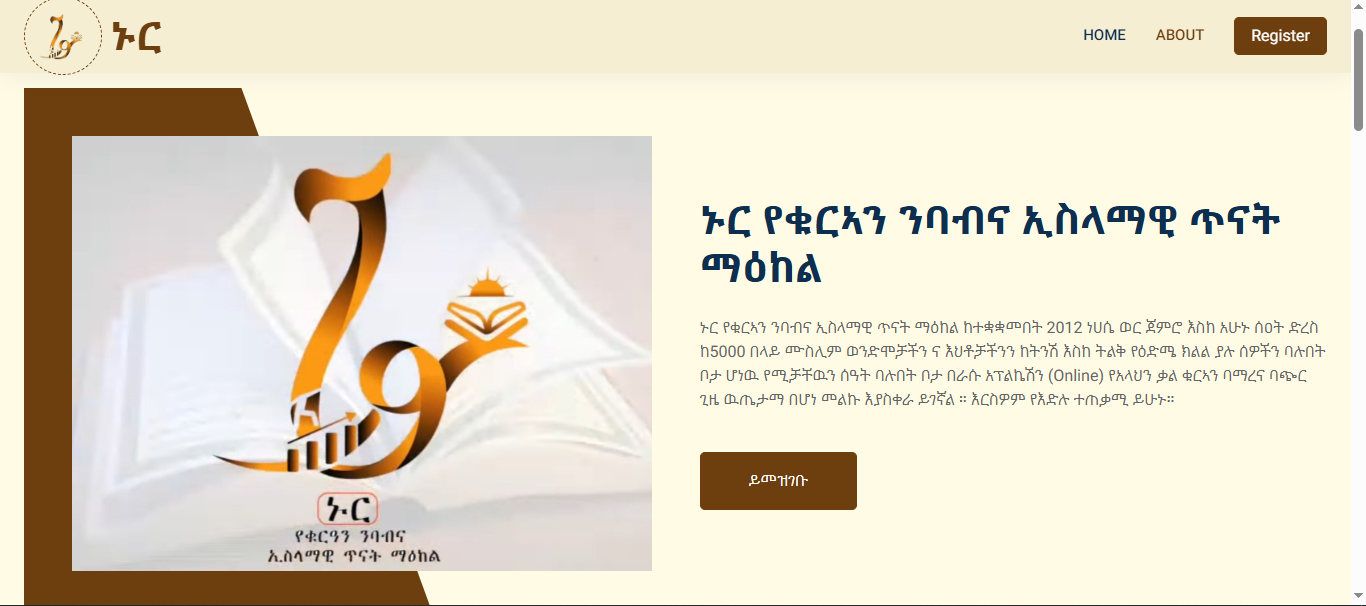 ኑር
HOME
ABOUT
Register
ኑር
የቁርዓን ንባብና
ኢስላማዊ ጥናት ማዕከል
ኑር የቁርኣን ንባብና ኢስላማዊ ጥናት
ማዕከል
ኑር የቁርኣን ንባብና ኢስላማዊ ጥናት ማዕከል ከተቋቋመበት 2012 ነሀሴ ወር ጀምሮ እስከ አሁኑ ሰዐት ድረስ
ከ5000 በላይ ሙስሊም ወንድሞቻችን ና እህቶቻችንን ከትንሽ እስከ ትልቅ የዕድሜ ክልል ያሉ ሰዎችን ባሉበት
ቦታ ሆነዉ የሚቻቸዉን ሰዓት ባሉበት ቦታ በራሱ አፕልኬሽን (Online) የአላህን ቃል ቁርኣን ባማረና ባጭር
ጊዜ ዉጤታማ በሆነ መልኩ እያስቀራ ይገኛል ። እርስዎም የእድሉ ተጠቃሚ ይሁኑ።
ይመዝገቡ